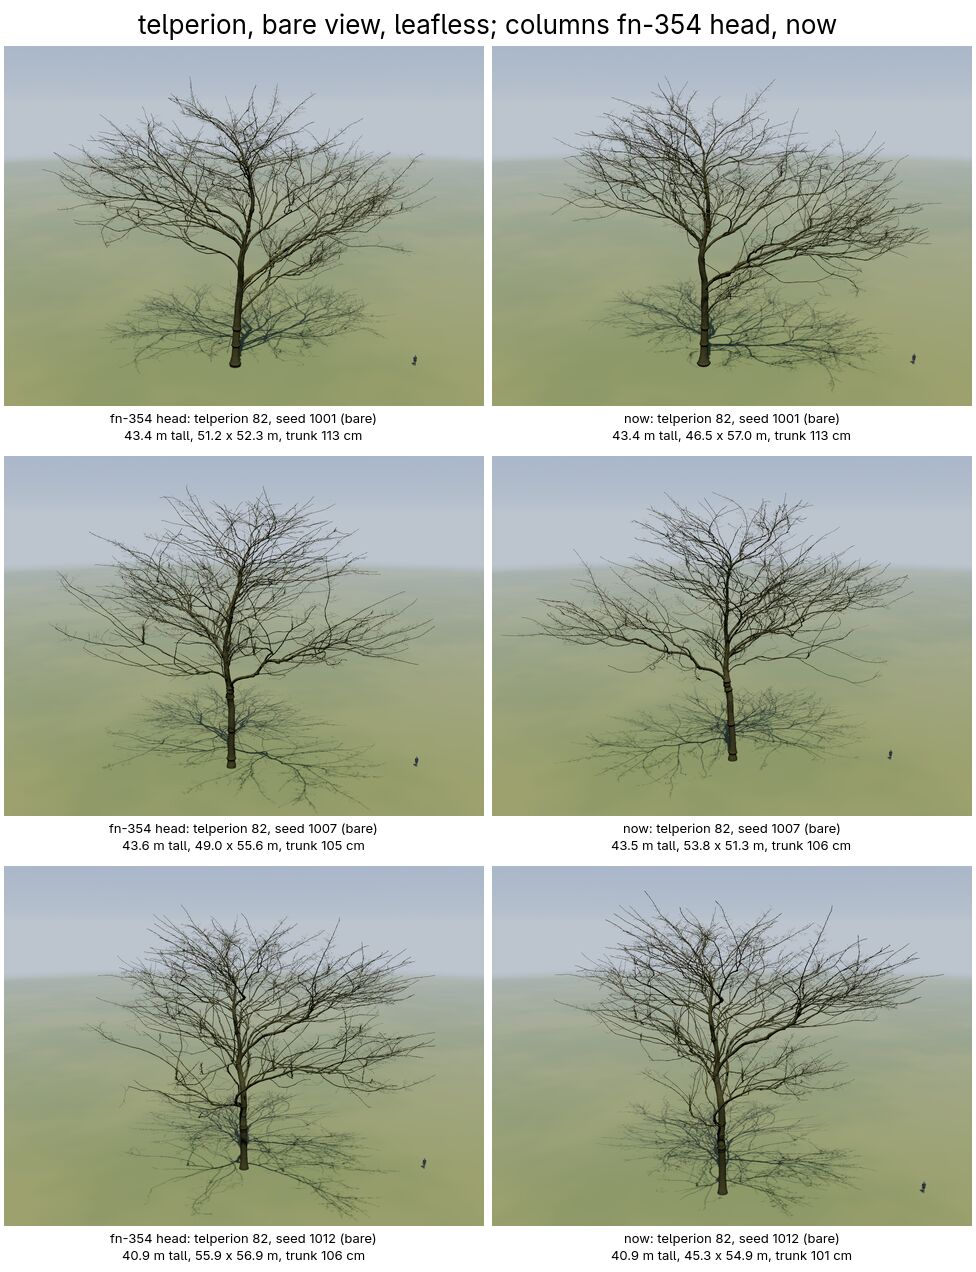 telperion, bare view, leafless; columns fn-354 head, now
fn-354 head: telperion 82, seed 1001 (bare)
43.4 m tall, 51.2 x 52.3 m, trunk 113 cm
now: telperion 82, seed 1001 (bare)
43.4 m tall, 46.5 x 57.0 m, trunk 113 cm
fn-354 head: telperion 82, seed 1007 (bare)
43.6 m tall, 49.0 x 55.6 m, trunk 105 cm
now: telperion 82, seed 1007 (bare)
43.5 m tall, 53.8 x 51.3 m, trunk 106 cm
fn-354 head: telperion 82, seed 1012 (bare)
40.9 m tall, 55.9 x 56.9 m, trunk 106 cm
now: telperion 82, seed 1012 (bare)
40.9 m tall, 45.3 x 54.9 m, trunk 101 cm